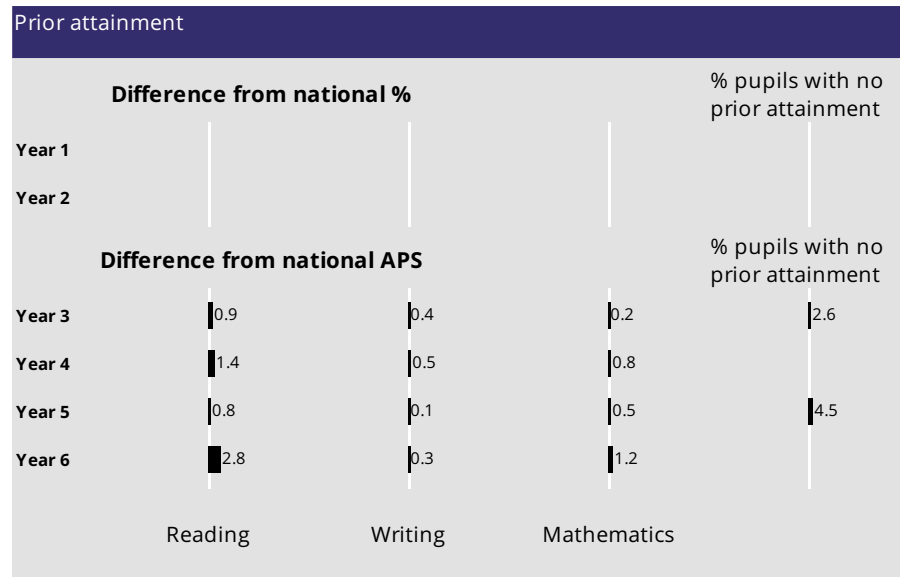 Prior attainment
Difference from national %
% pupils with no
prior attainment
Year 1
Year 2
Difference from national APS
% pupils with no
prior attainment
Year 3 0.9 0.4 0.2 2.6
Year 4 1.4 0.5 0.8
Year 5 0.8 0.1 0.5 4.5
Year 6 2.8 0.3 1.2
Reading Writing Mathematics